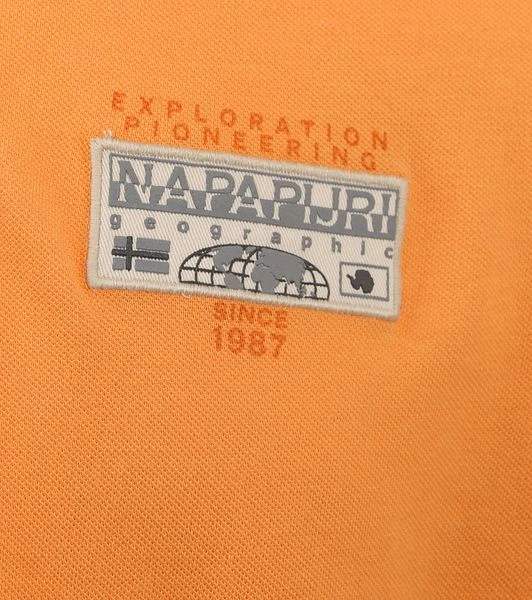 EXPLORATION
PIONEERING
NAPAPIJRI
geographic
SINCE
1987